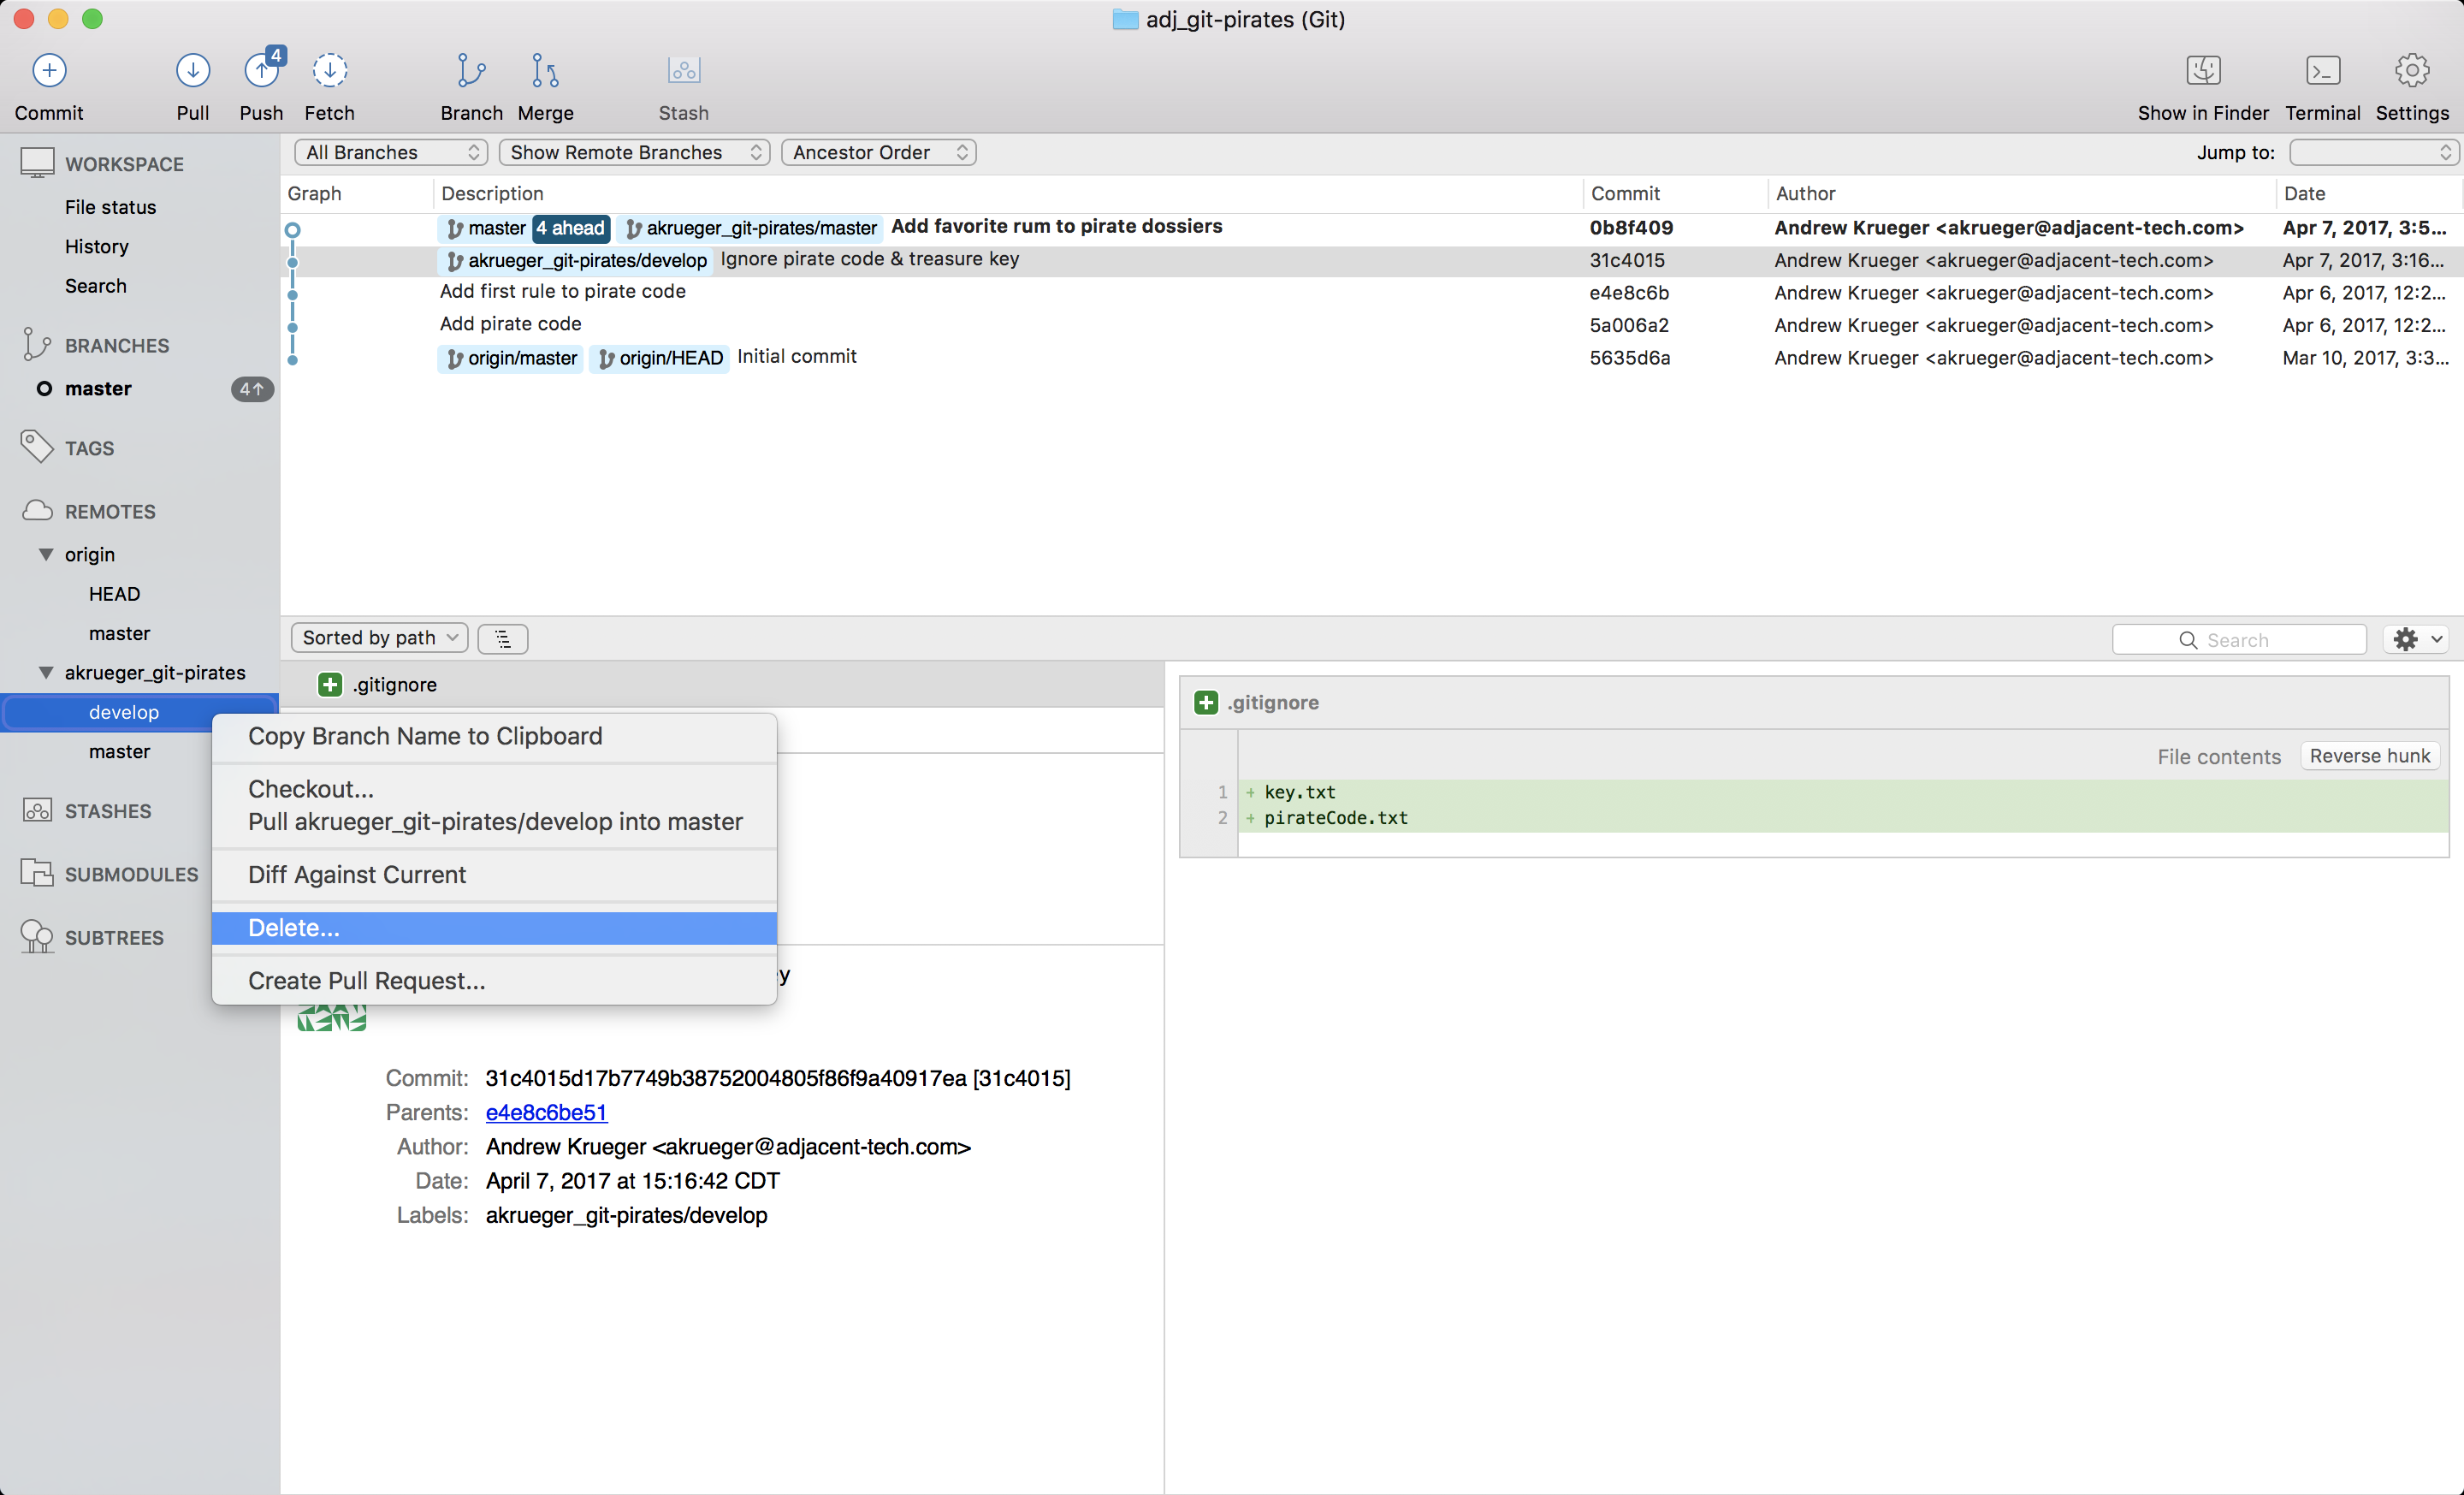 adj_git-pirates (Git)
4
Commit Pull Push Fetch Branch Merge Stash Show in Finder Terminal Settings
All Branches Show Remote Branches Ancestor Order Jump to:
Graph Description Commit Author Date
master 4 ahead akrueger_git-pirates/master Add favorite rum to pirate dossiers 0b8f409 Andrew Krueger <akrueger@adjacent-tech.com> Apr 7, 2017, 3:5...
akrueger_git-pirates/develop Ignore pirate code & treasure key 31c4015 Andrew Krueger <akrueger@adjacent-tech.com> Apr 7, 2017, 3:16...
Add first rule to pirate code e4e8c6b Andrew Krueger <akrueger@adjacent-tech.com> Apr 6, 2017, 12:2...
Add pirate code 5a006a2 Andrew Krueger <akrueger@adjacent-tech.com> Apr 6, 2017, 12:2...
origin/master origin/HEAD Initial commit 5635d6a Andrew Krueger <akrueger@adjacent-tech.com> Mar 10, 2017, 3:3...
WORKSPACE
File status
History
Search
BRANCHES
master 4↑
TAGS
REMOTES
origin
HEAD
master
akrueger_git-pirates
develop
master
STASHES
SUBMODULES
SUBTREES
Copy Branch Name to Clipboard
Checkout...
Pull akrueger_git-pirates/develop into master
Diff Against Current
Delete...
Create Pull Request...
Sorted by path Search
.gitignore
y
Commit: 31c4015d17b7749b38752004805f86f9a40917ea [31c4015]
Parents: e4e8c6be51
Author: Andrew Krueger <akrueger@adjacent-tech.com>
Date: April 7, 2017 at 15:16:42 CDT
Labels: akrueger_git-pirates/develop
.gitignore
File contents Reverse hunk
1 + key.txt
2 + pirateCode.txt